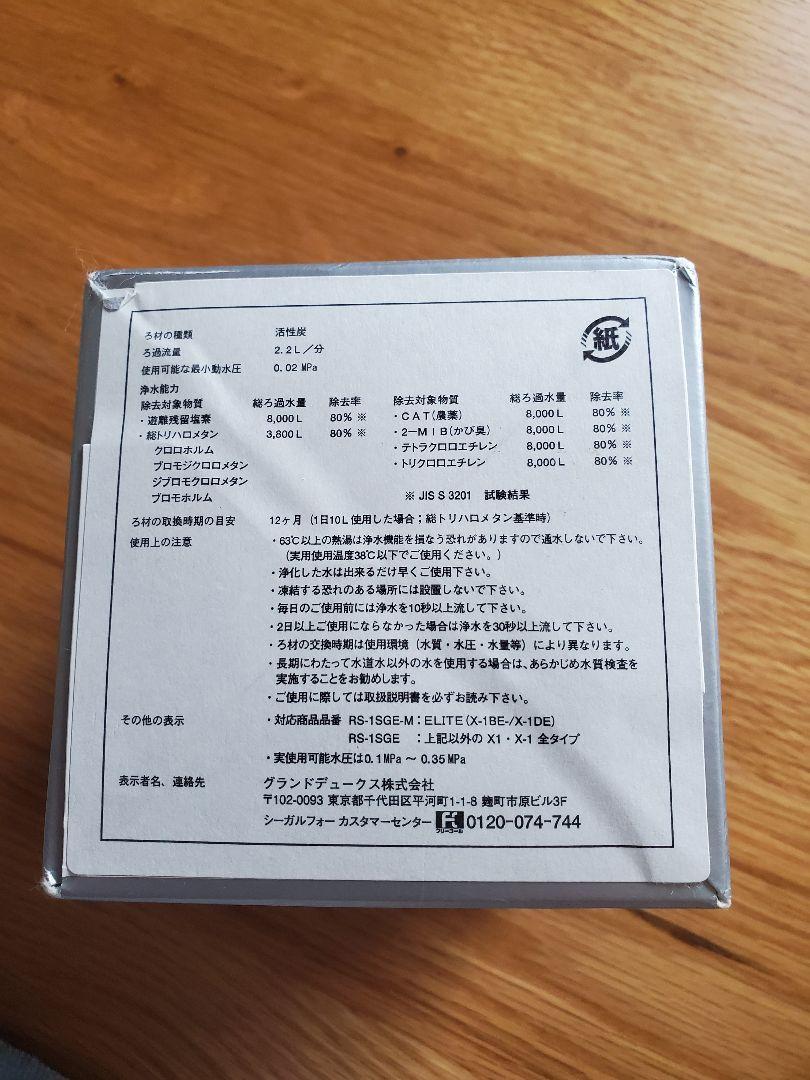 紙
ろ材の種類 活性炭
ろ過流量 2.2L/分
使用可能な最小動水圧 0.02 MPa
浄水能力
除去対象物質 総ろ過水量 除去率 除去対象物質 総ろ過水量 除去率
・遊離残留塩素 8,000L 80% ※ ・CAT(農薬) 8,000L 80% ※
・総トリハロメタン 3,800L 80% ※ ・2-MIB(かび臭) 8,000L 80% ※
クロロホルム ・テトラクロロエチレン 8,000L 80% ※
ブロモジクロロメタン ・トリクロロエチレン 8,000L 80% ※
ジブロモクロロメタン
ブロモホルム ※ JIS S 3201 試験結果
ろ材の取換時期の目安 12ヶ月(1日10L使用した場合;総トリハロメタン基準時)
使用上の注意 ・63℃以上の熱湯は浄水機能を損なう恐れがありますので通水しないで下さい。
(実用使用温度38℃以下でご使用ください。)
・浄化した水は出来るだけ早くご使用下さい。
・凍結する恐れのある場所には設置しないで下さい。
・毎日のご使用前には浄水を10秒以上流して下さい。
・2日以上ご使用にならなかった場合は浄水を30秒以上流して下さい。
・ろ材の交換時期は使用環境(水質・水圧・水量等)により異なります。
・長期にわたって水道水以外の水を使用する場合は、あらかじめ水質検査を
実施することをお勧めします。
・ご使用に際しては取扱説明書を必ずお読み下さい。
その他の表示 ・対応商品品番 RS-1SGE-M:ELITE(X-1BE-/X-1DE)
RS-1SGE :上記以外の X1・X-1 全タイプ
・実使用可能水圧は0.1MPa ~ 0.35MPa
表示者名、連絡先 グランドデュークス株式会社
〒102-0093 東京都千代田区平河町1-1-8 麹町市原ビル3F
シーガルフォー カスタマーセンター フリーコール 0120-074-744